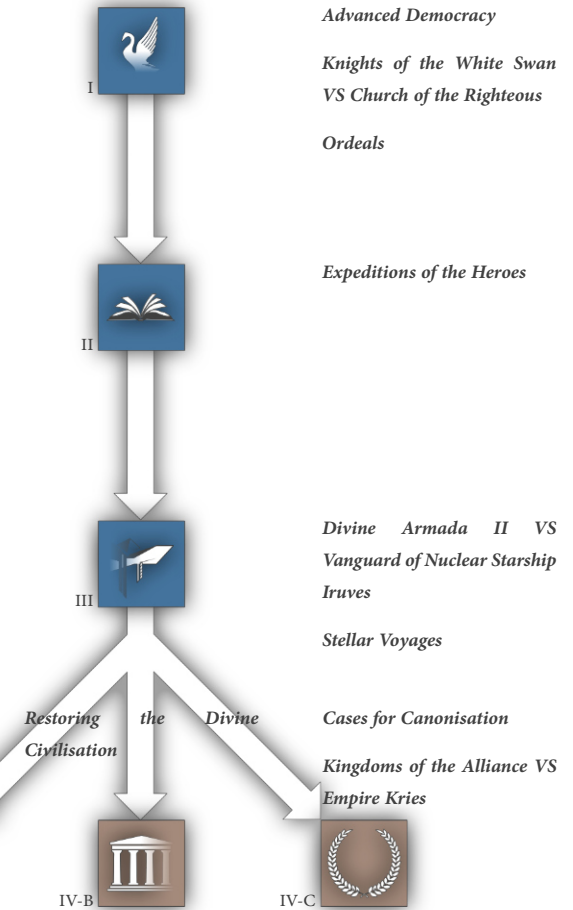 Advanced Democracy
Knights of the White Swan
VS Church of the Righteous
I
Ordeals
Expeditions of the Heroes
II
Divine Armada II VS
Vanguard of Nuclear Starship
Iruves
III
Stellar Voyages
Restoring the Divine
Civilisation
Cases for Canonisation
Kingdoms of the Alliance VS
Empire Kries
IV-B
IV-C